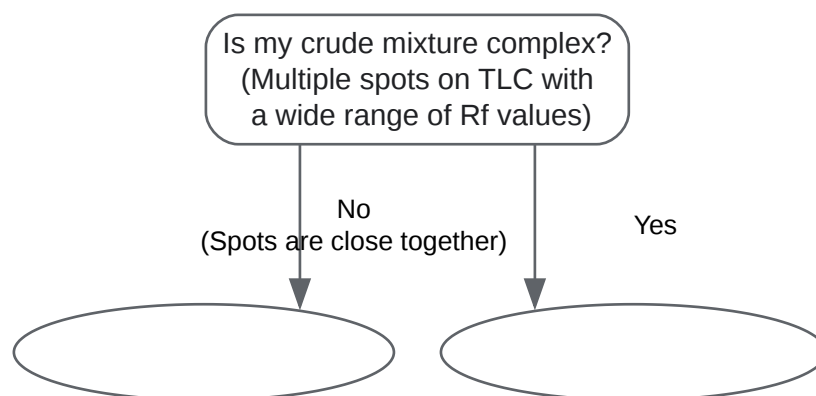 Is my crude mixture complex?
(Multiple spots on TLC with
a wide range of Rf values)
No
(Spots are close together)
Yes